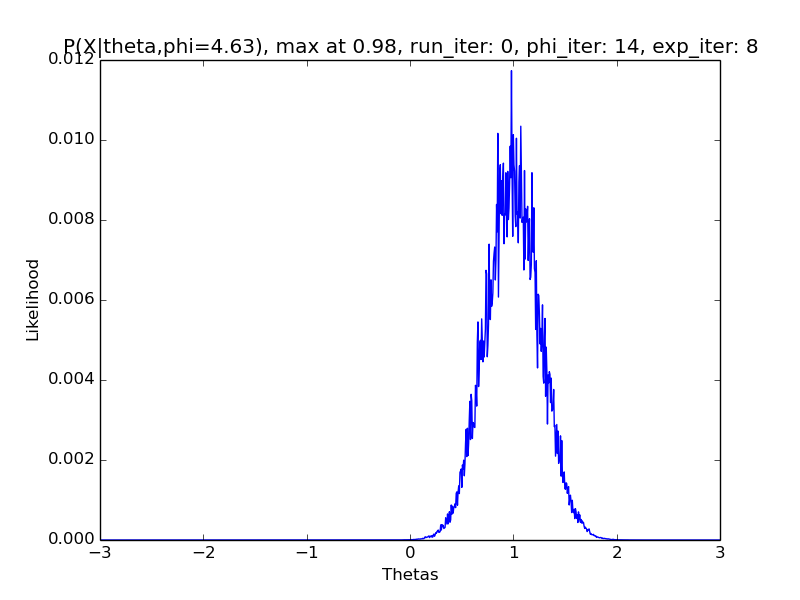 P(X|theta,phi=4.63), max at 0.98, run_iter: 0, phi_iter: 14, exp_iter: 8
0.012
0.010
0.008
0.006
0.004
0.002
0.000
Likelihood
−3 −2 −1 0 1 2 3
Thetas